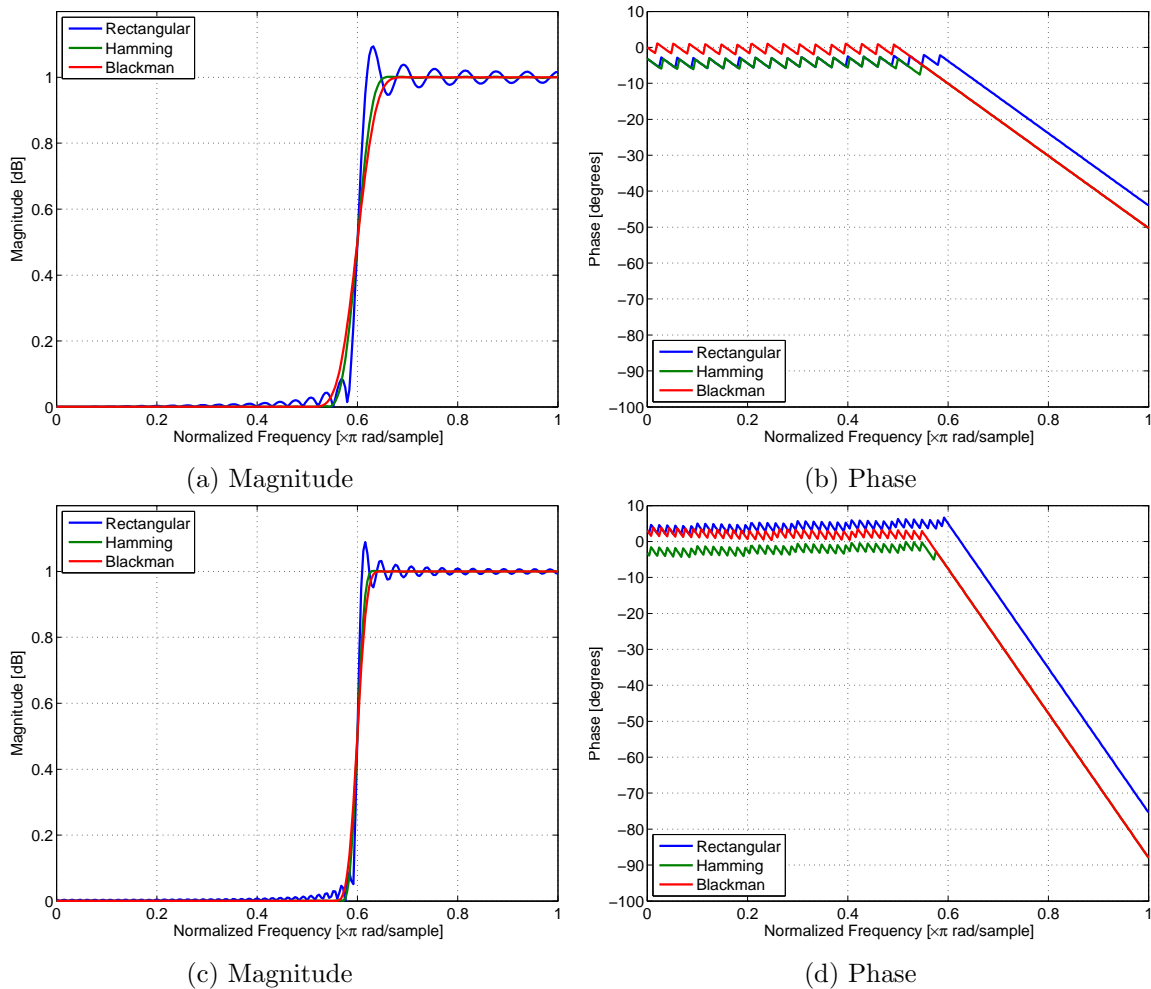 Rectangular
Hamming
Blackman
1
0.8
0.6
0.4
0.2
0
Magnitude [dB]
0 0.2 0.4 0.6 0.8 1
Normalized Frequency [×π rad/sample]
(a) Magnitude
10
0
−10
−20
−30
−40
−50
−60
−70
−80
−90
−100
Phase [degrees]
Rectangular
Hamming
Blackman
0 0.2 0.4 0.6 0.8 1
Normalized Frequency [×π rad/sample]
(b) Phase
Rectangular
Hamming
Blackman
1
0.8
0.6
0.4
0.2
0
Magnitude [dB]
0 0.2 0.4 0.6 0.8 1
Normalized Frequency [×π rad/sample]
(c) Magnitude
10
0
−10
−20
−30
−40
−50
−60
−70
−80
−90
−100
Phase [degrees]
Rectangular
Hamming
Blackman
0 0.2 0.4 0.6 0.8 1
Normalized Frequency [×π rad/sample]
(d) Phase